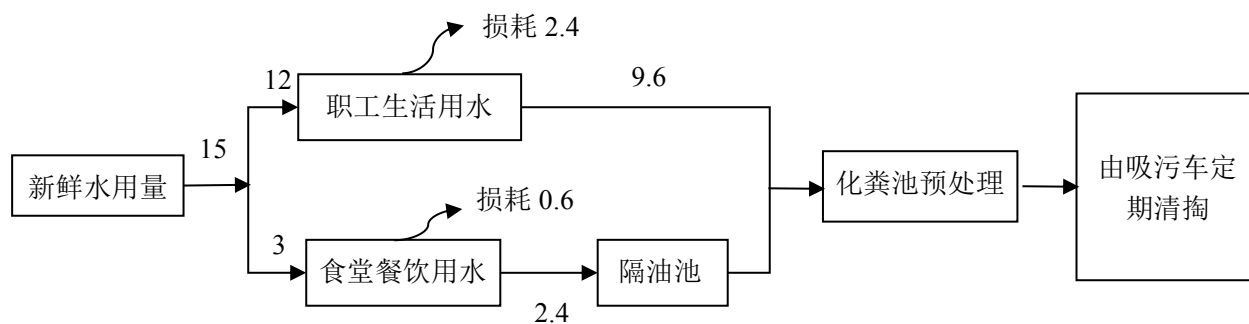 损耗 2.4
12
职工生活用水
9.6
15
新鲜水用量
损耗 0.6
3
食堂餐饮用水
2.4
隔油池
化粪池预处理
由吸污车定
期清掏